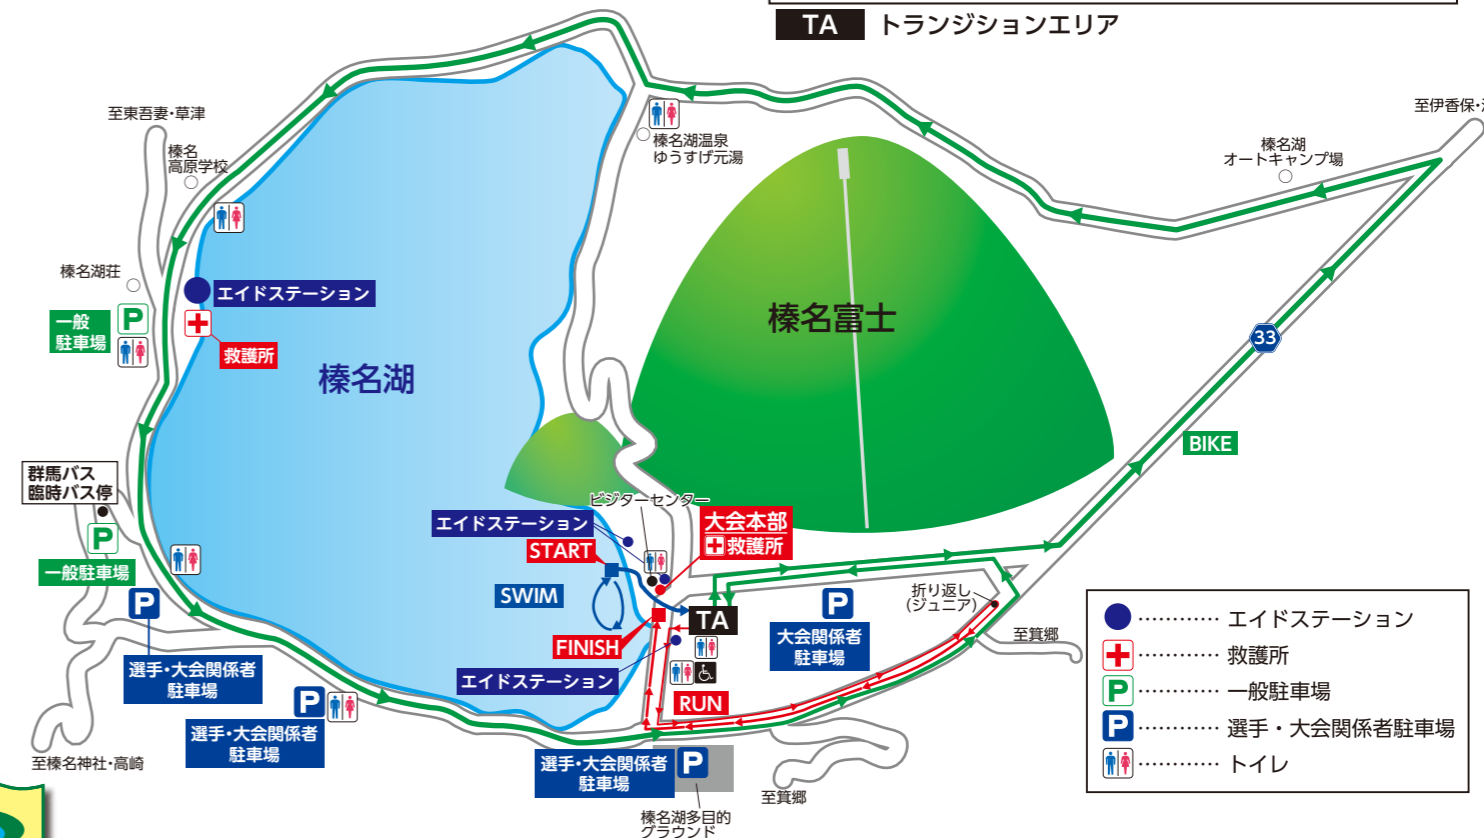 TA トランジションエリア
至東吾妻・草津
榛名
高原学校
榛名湖温泉
ゆうすげ元湯
榛名湖
オートキャンプ場
至伊香保・
榛名湖荘
エイドステーション
一般
駐車場
P
救護所
榛名湖
榛名富士
33
BIKE
群馬バス
臨時バス停
P
一般駐車場
ビジターセンター
エイドステーション
大会本部
救護所
START
SWIM
TA
FINISH
エイドステーション
RUN
P
大会関係者
駐車場
折り返し
(ジュニア)
至箕郷
P
選手・大会関係者
駐車場
P
選手・大会関係者
駐車場
選手・大会関係者
駐車場
P
至榛名神社・高崎
榛名湖多目的
グラウンド
至箕郷
………… エイドステーション
………… 救護所
P ………… 一般駐車場
P ………… 選手・大会関係者駐車場
………… トイレ